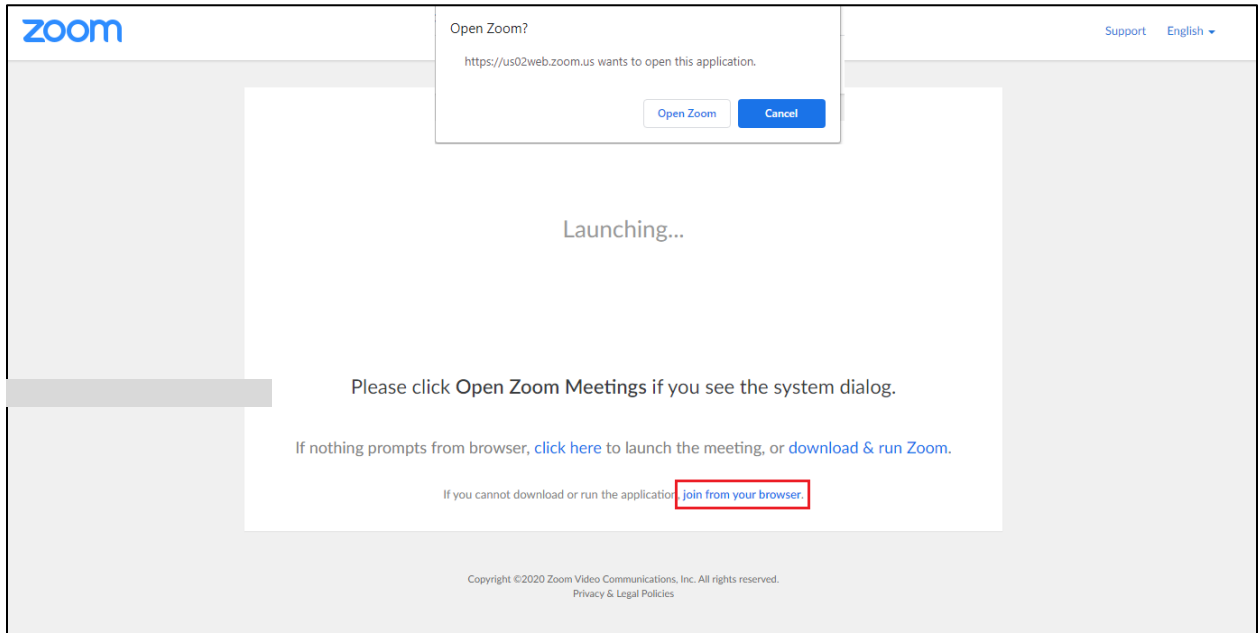 zoom
Support English
Open Zoom?
https://us02web.zoom.us wants to open this application.
Open Zoom Cancel
Launching...
Please click Open Zoom Meetings if you see the system dialog.
If nothing prompts from browser, click here to launch the meeting, or download & run Zoom.
If you cannot download or run the application, join from your browser.
Copyright ©2020 Zoom Video Communications, Inc. All rights reserved.
Privacy & Legal Policies